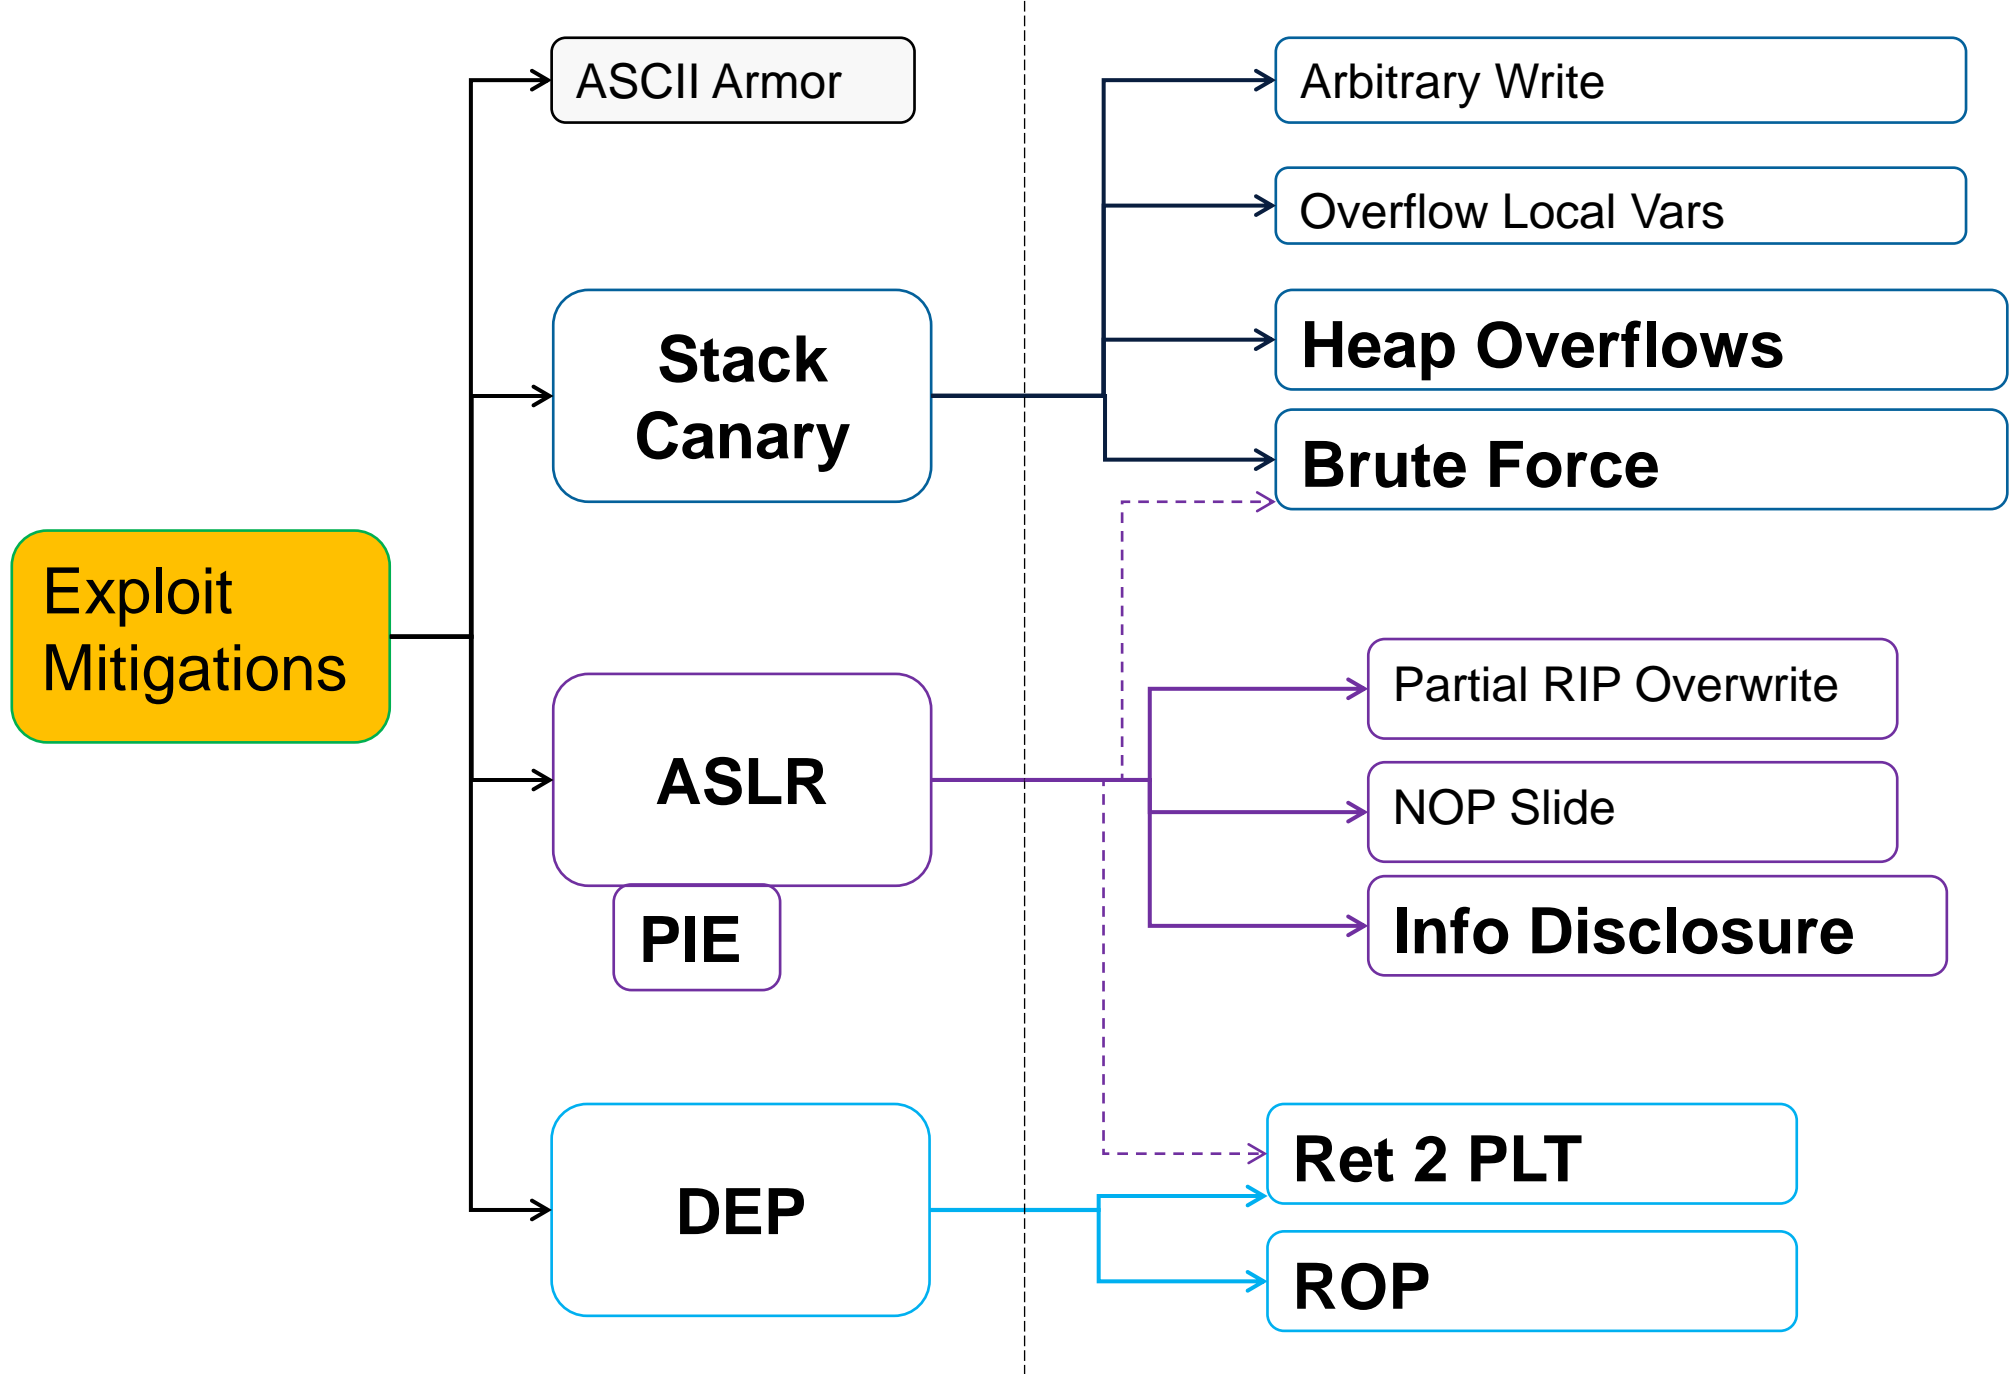 ASCII Armor
Arbitrary Write
Overflow Local Vars
Stack
Canary
Heap Overflows
Brute Force
Exploit
Mitigations
Partial RIP Overwrite
ASLR
NOP Slide
PIE
Info Disclosure
DEP
Ret 2 PLT
ROP